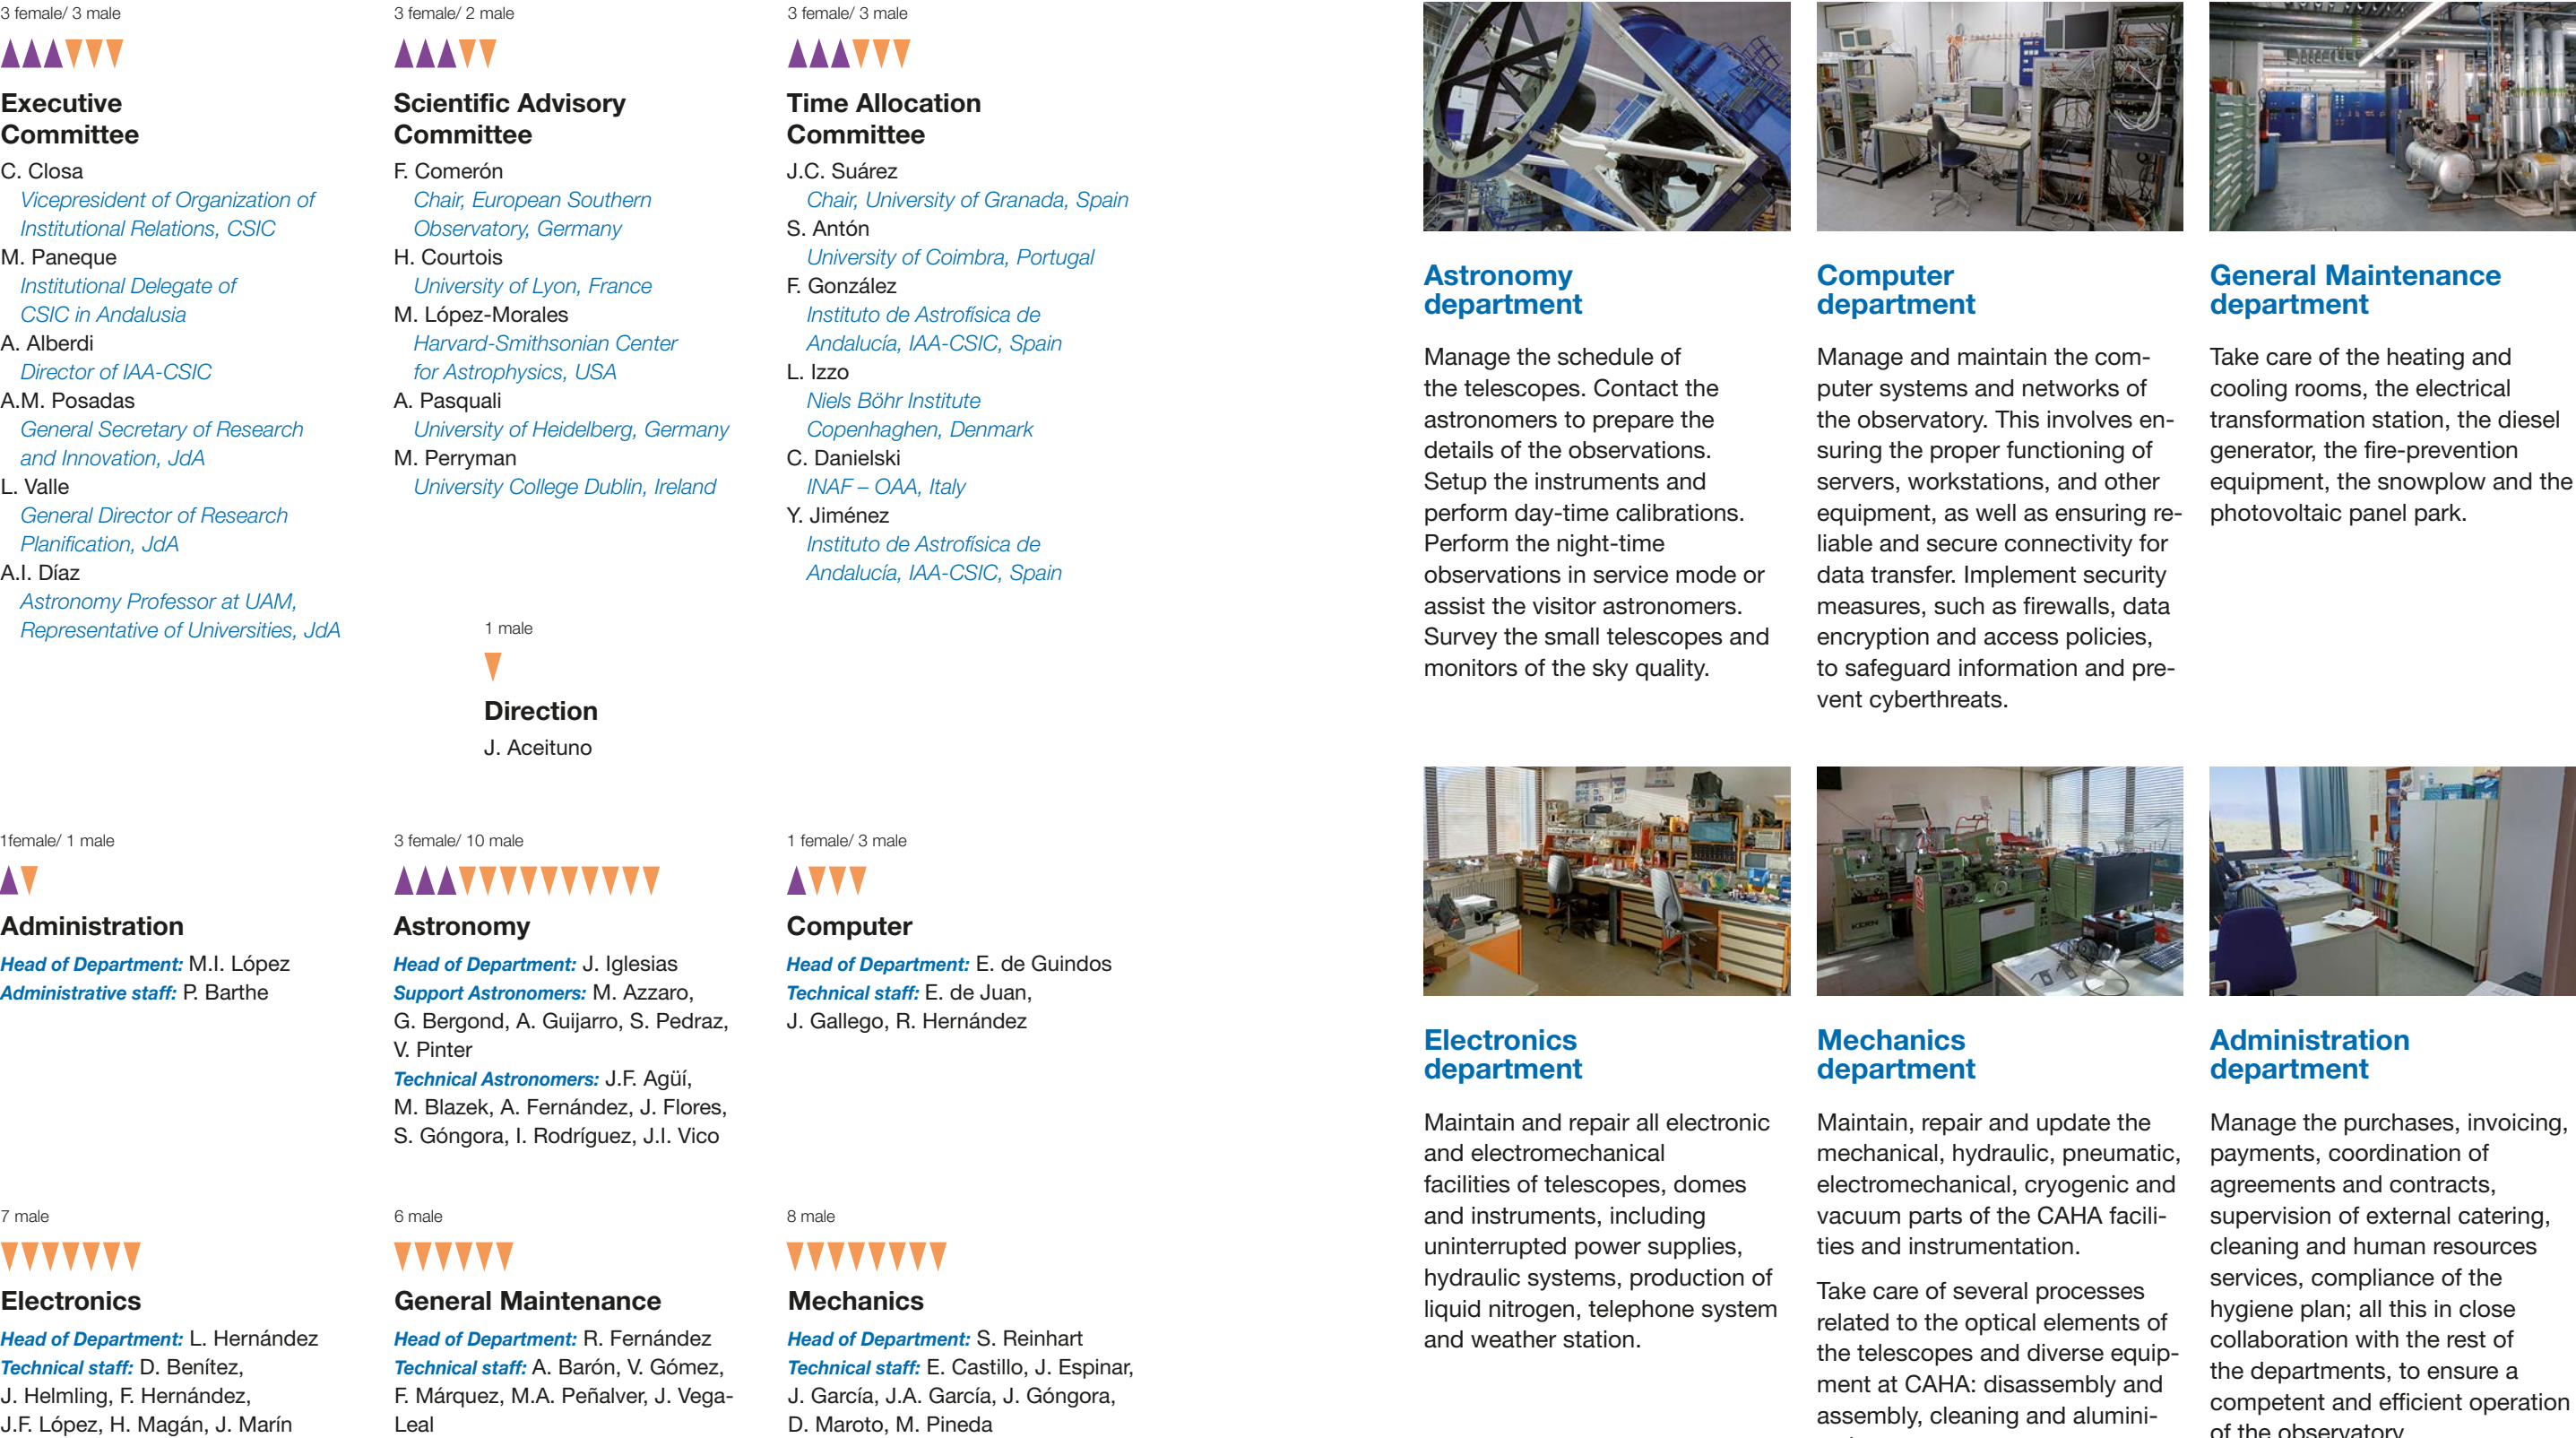 3 female/ 3 male
Executive
Committee
C. Closa
Vicepresident of Organization of
Institutional Relations, CSIC
M. Paneque
Institutional Delegate of
CSIC in Andalusia
A. Alberdi
Director of IAA-CSIC
A.M. Posadas
General Secretary of Research
and Innovation, JdA
L. Valle
General Director of Research
Planification, JdA
A.I. Díaz
Astronomy Professor at UAM,
Representative of Universities, JdA
3 female/ 2 male
Scientific Advisory
Committee
F. Comerón
Chair, European Southern
Observatory, Germany
H. Courtois
University of Lyon, France
M. López-Morales
Harvard-Smithsonian Center
for Astrophysics, USA
A. Pasquali
University of Heidelberg, Germany
M. Perryman
University College Dublin, Ireland
3 female/ 3 male
Time Allocation
Committee
J.C. Suárez
Chair, University of Granada, Spain
S. Antón
University of Coimbra, Portugal
F. González
Instituto de Astrofísica de
Andalucía, IAA-CSIC, Spain
L. Izzo
Niels Böhr Institute
Copenhaghen, Denmark
C. Danielski
INAF – OAA, Italy
Y. Jiménez
Instituto de Astrofísica de
Andalucía, IAA-CSIC, Spain
1 male
Direction
J. Aceituno
1female/ 1 male
Administration
Head of Department: M.I. López
Administrative staff: P. Barthe
3 female/ 10 male
Astronomy
Head of Department: J. Iglesias
Support Astronomers: M. Azzaro,
G. Bergond, A. Guijarro, S. Pedraz,
V. Pinter
Technical Astronomers: J.F. Agüí,
M. Blazek, A. Fernández, J. Flores,
S. Góngora, I. Rodríguez, J.I. Vico
1 female/ 3 male
Computer
Head of Department: E. de Guindos
Technical staff: E. de Juan,
J. Gallego, R. Hernández
7 male
Electronics
Head of Department: L. Hernández
Technical staff: D. Benítez,
J. Helmling, F. Hernández,
J.F. López, H. Magán, J. Marín
6 male
General Maintenance
Head of Department: R. Fernández
Technical staff: A. Barón, V. Gómez,
F. Márquez, M.A. Peñalver, J. Vega-
Leal
8 male
Mechanics
Head of Department: S. Reinhart
Technical staff: E. Castillo, J. Espinar,
J. García, J.A. García, J. Góngora,
D. Maroto, M. Pineda
Astronomy
department
Manage the schedule of
the telescopes. Contact the
astronomers to prepare the
details of the observations.
Setup the instruments and
perform day-time calibrations.
Perform the night-time
observations in service mode or
assist the visitor astronomers.
Survey the small telescopes and
monitors of the sky quality.
Computer
department
Manage and maintain the com-
puter systems and networks of
the observatory. This involves en-
suring the proper functioning of
servers, workstations, and other
equipment, as well as ensuring re-
liable and secure connectivity for
data transfer. Implement security
measures, such as firewalls, data
encryption and access policies,
to safeguard information and pre-
vent cyberthreats.
General Maintenance
department
Take care of the heating and
cooling rooms, the electrical
transformation station, the diesel
generator, the fire-prevention
equipment, the snowplow and the
photovoltaic panel park.
Electronics
department
Maintain and repair all electronic
and electromechanical
facilities of telescopes, domes
and instruments, including
uninterrupted power supplies,
hydraulic systems, production of
liquid nitrogen, telephone system
and weather station.
KERN
Mechanics
department
Maintain, repair and update the
mechanical, hydraulic, pneumatic,
electromechanical, cryogenic and
vacuum parts of the CAHA facili-
ties and instrumentation.
Take care of several processes
related to the optical elements of
the telescopes and diverse equip-
ment at CAHA: disassembly and
assembly, cleaning and alumini-
Administration
department
Manage the purchases, invoicing,
payments, coordination of
agreements and contracts,
supervision of external catering,
cleaning and human resources
services, compliance of the
hygiene plan; all this in close
collaboration with the rest of
the departments, to ensure a
competent and efficient operation
of the observatory